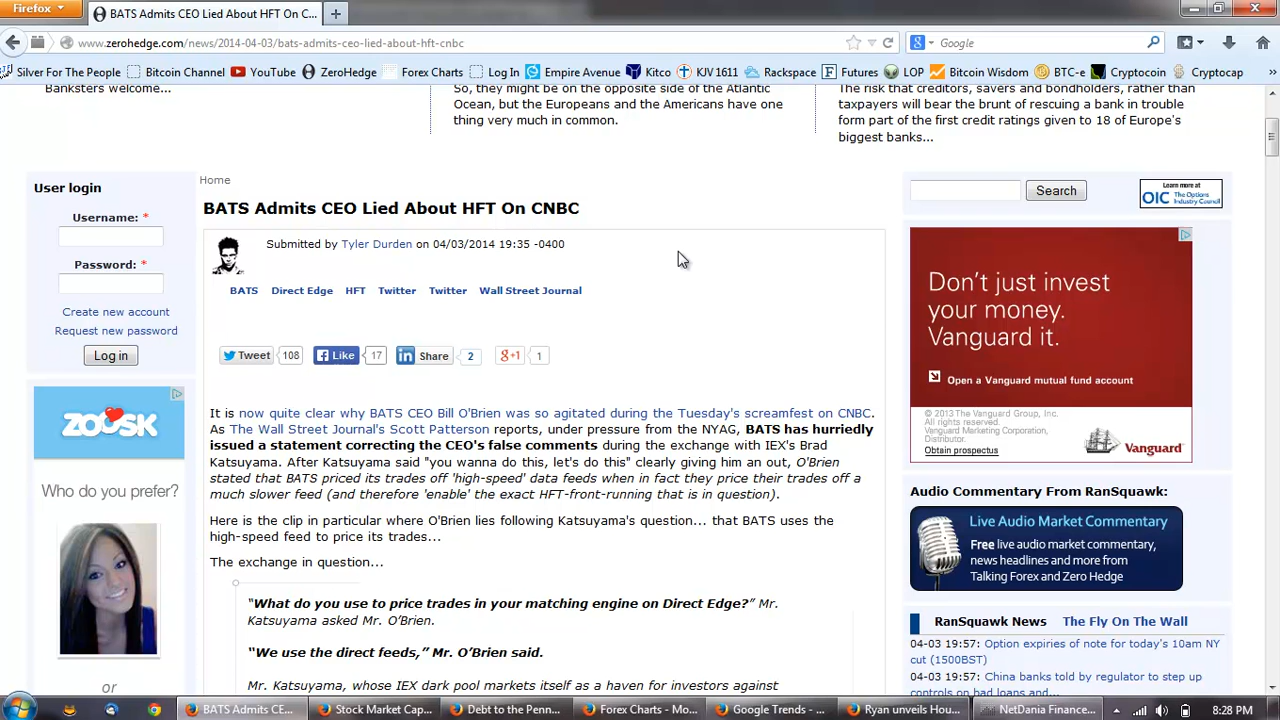 Firefox
BATS Admits CEO Lied About HFT On C...
www.zerohedge.com/news/2014-04-03/bats-admits-ceo-lied-about-hft-cnbc
Google
Silver For The People
Bitcoin Channel
YouTube
ZeroHedge
Forex Charts
Log In
Empire Avenue
Kitco
KJV 1611
Rackspace
Futures
LOP
Bitcoin Wisdom
BTC-e
Cryptocoin
Cryptocap
»
Banksters welcome...
So, they might be on the opposite side of the Atlantic
Ocean, but the Europeans and the Americans have one
thing very much in common.
The risk that creditors, savers and bondholders, rather than
taxpayers will bear the brunt of rescuing a bank in trouble
form part of the first credit ratings given to 18 of Europe's
biggest banks...
User login
Username: *
Password: *
Create new account
Request new password
Log in
ZOOSK
Who do you prefer?
or
Home
BATS Admits CEO Lied About HFT On CNBC
Submitted by Tyler Durden on 04/03/2014 19:35 -0400
BATS Direct Edge HFT Twitter Twitter Wall Street Journal
Tweet 108 Like 17 Share 2 +1 1
It is now quite clear why BATS CEO Bill O'Brien was so agitated during the Tuesday's screamfest on CNBC.
As The Wall Street Journal's Scott Patterson reports, under pressure from the NYAG, BATS has hurriedly
issued a statement correcting the CEO's false comments during the exchange with IEX's Brad
Katsuyama. After Katsuyama said "you wanna do this, let's do this" clearly giving him an out, O'Brien
stated that BATS priced its trades off 'high-speed' data feeds when in fact they price their trades off a
much slower feed (and therefore 'enable' the exact HFT-front-running that is in question).
Here is the clip in particular where O'Brien lies following Katsuyama's question... that BATS uses the
high-speed feed to price its trades...
The exchange in question...
“What do you use to price trades in your matching engine on Direct Edge?” Mr.
Katsuyama asked Mr. O’Brien.
“We use the direct feeds,” Mr. O’Brien said.
Mr. Katsuyama, whose IEX dark pool markets itself as a haven for investors against
Search
Learn more at
OIC The Options
Industry Council
Don't just invest
your money.
Vanguard it.
Open a Vanguard mutual fund account
© 2013 The Vanguard Group, Inc.
All rights reserved.
Vanguard Marketing Corporation,
Distributor.
Obtain prospectus
Vanguard
Audio Commentary From RanSquawk:
Live Audio Market Commentary
Free live audio market commentary,
news headlines and more from
Talking Forex and Zero Hedge
RanSquawk News The Fly On The Wall
04-03 19:57: Option expiries of note for today's 10am NY
cut (1500BST)
04-03 19:57: China banks told by regulator to step up
controls on bad loans and...
BATS Admits CE...
Stock Market Cap...
Debt to the Penn...
Forex Charts - Mo...
Google Trends - ...
Ryan unveils Hou...
NetDania Finance...
8:28 PM